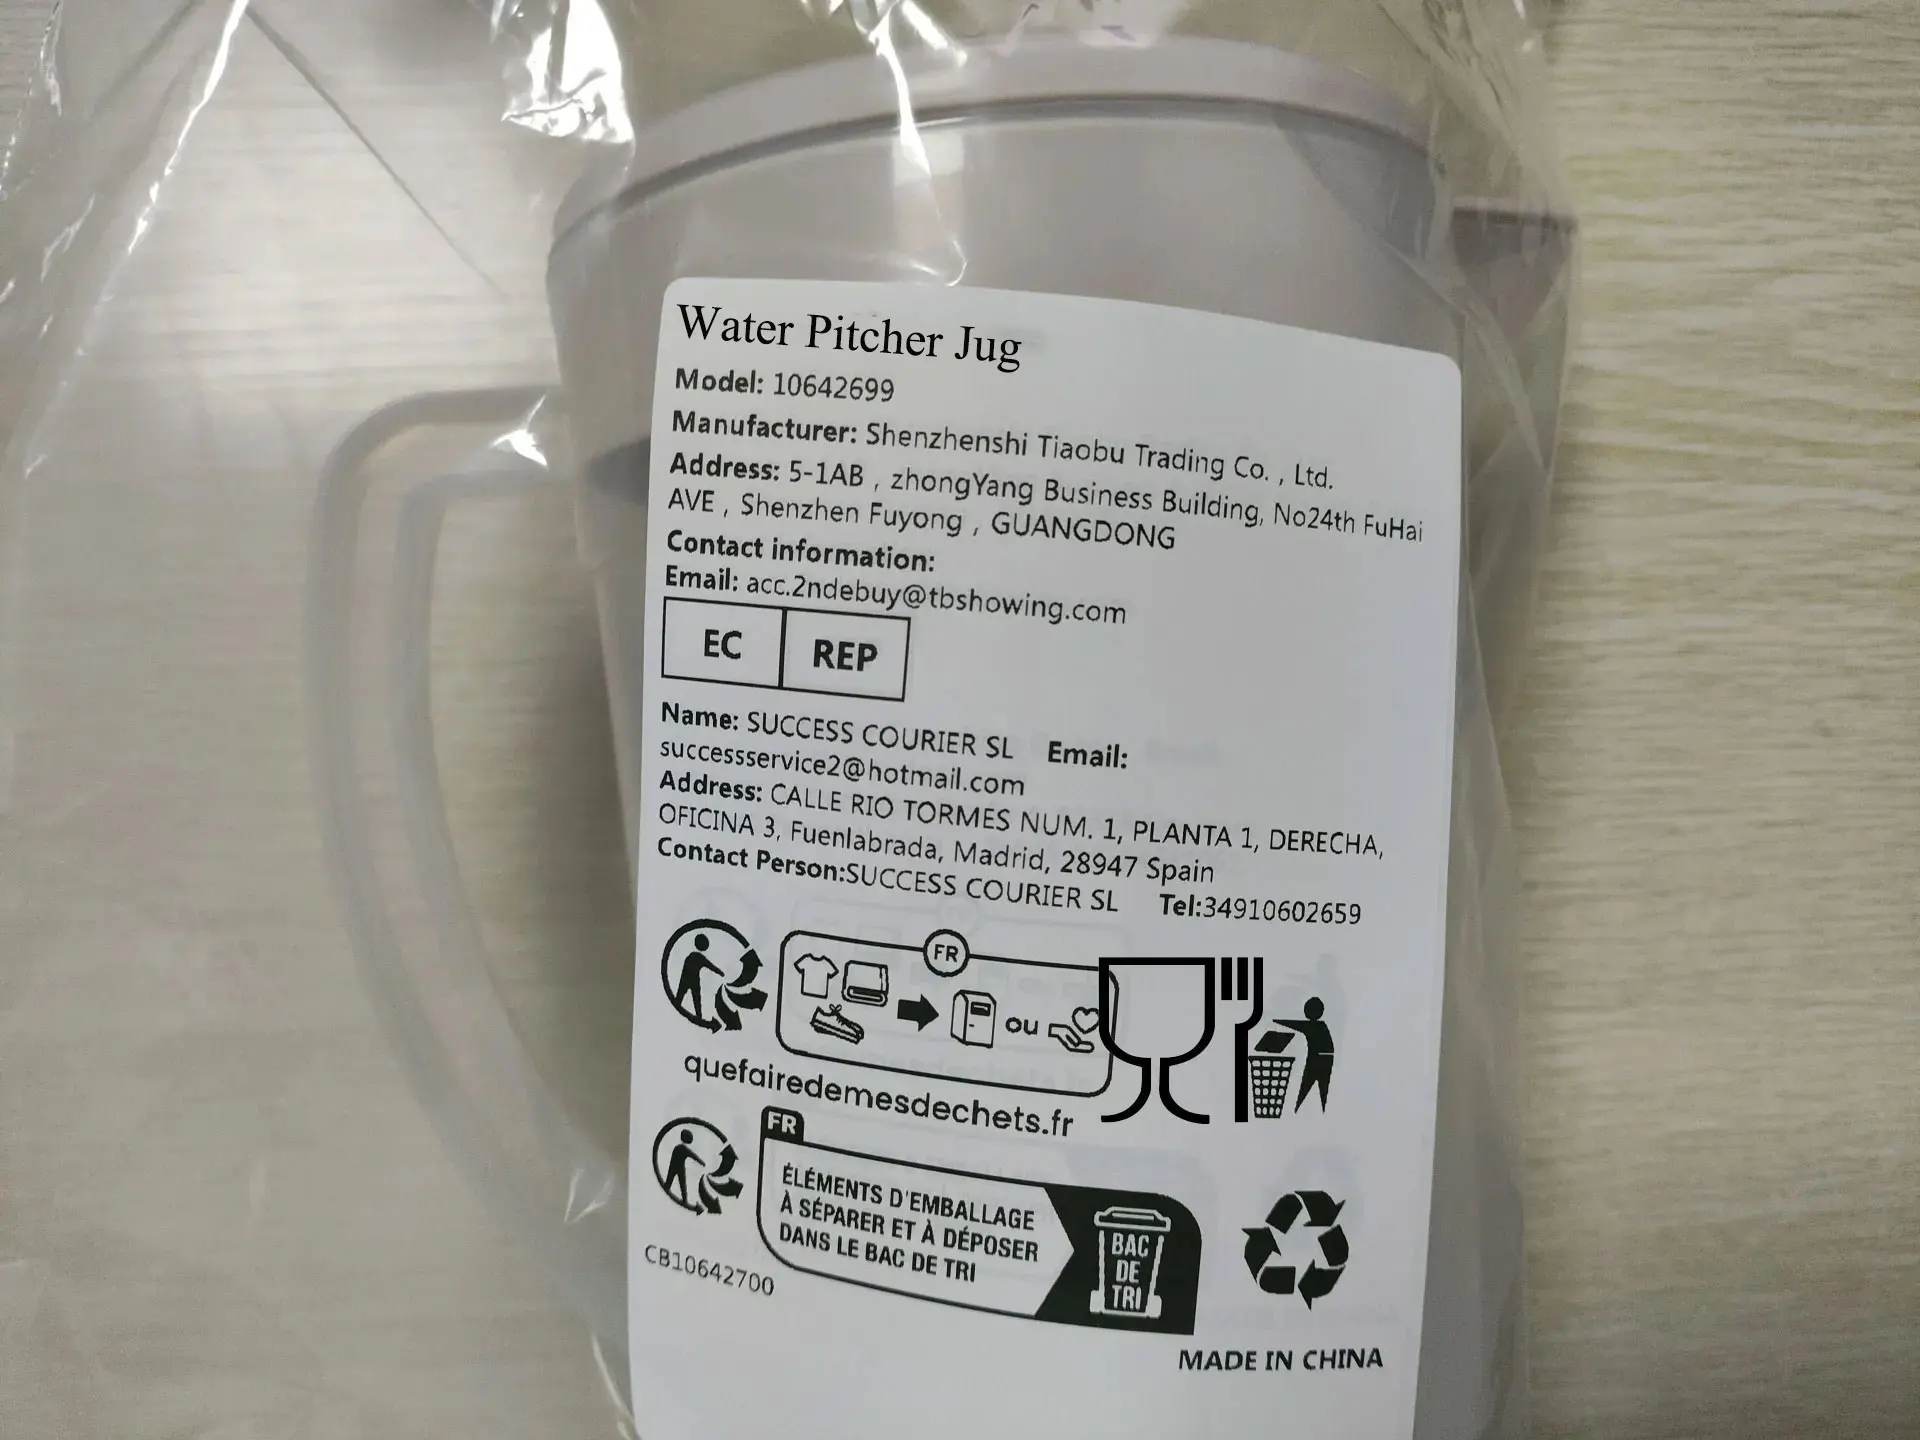 Water Pitcher Jug
Model: 10642699
Manufacturer: Shenzhenshi Tiaobu Trading Co. , Ltd.
Address: 5-1AB , zhongYang Business Building, No24th FuHai
AVE , Shenzhen Fuyong , GUANGDONG
Contact information:
Email: acc.2ndebuy@tbshowing.com
EC REP
Name: SUCCESS COURIER SL Email:
successservice2@hotmail.com
Address: CALLE RIO TORMES NUM. 1, PLANTA 1, DERECHA,
OFICINA 3, Fuenlabrada, Madrid, 28947 Spain
Contact Person:SUCCESS COURIER SL Tel:34910602659
FR
ou
quefairedemesdechets.fr
FR
ÉLÉMENTS D'EMBALLAGE
À SÉPARER ET À DÉPOSER
DANS LE BAC DE TRI
BAC
DE
TRI
CB10642700
MADE IN CHINA